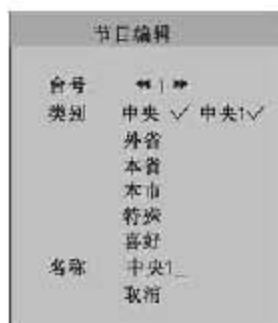 节目编辑
台号 ◀◀ 1 ▶▶
类别 中央 ✓ 中央1✓
外省
本省
本市
特殊
喜好
名称 中央1_
取消